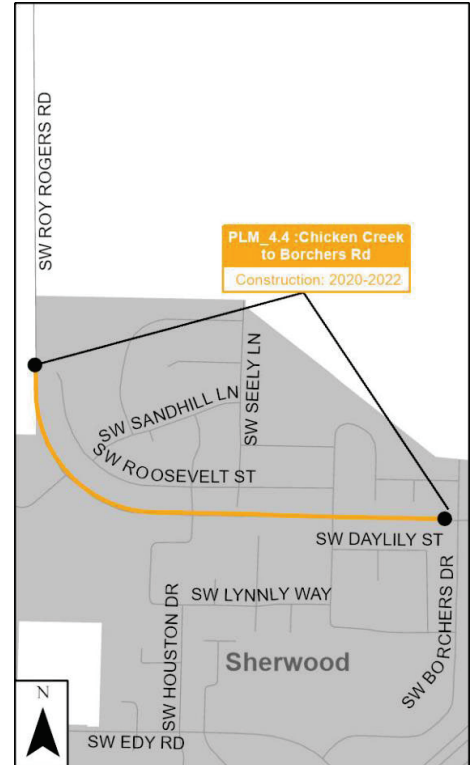 SW ROY ROGERS RD
PLM_4.4 :Chicken Creek
to Borchers Rd
Construction: 2020-2022
SW SEELY LN
SW SANDHILL LN
SW ROOSEVELT ST
SW DAYLILY ST
SW LYNNLY WAY
SW HOUSTON DR
SW BORCHERS DR
Sherwood
N
SW EDY RD